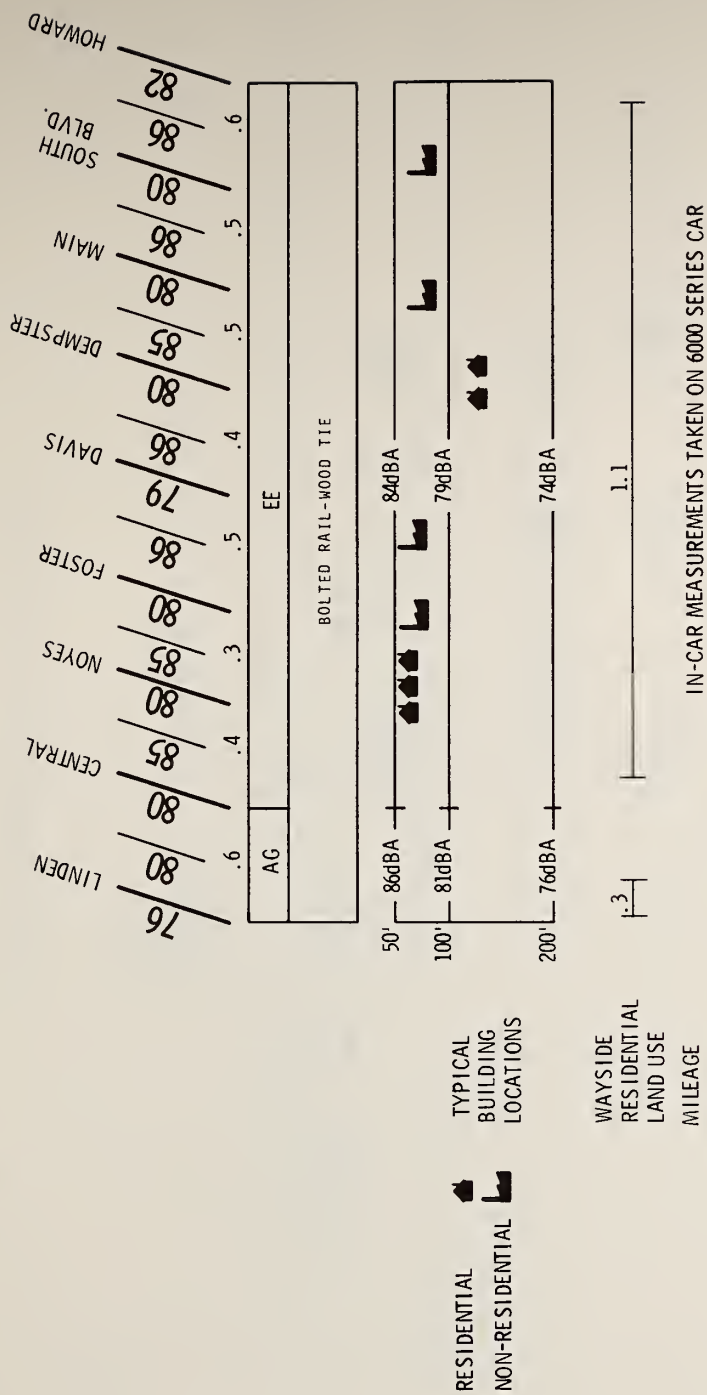 LINDEN
CENTRAL
NOYES
FOSTER
DAVIS
DEMPSTER
MAIN
SOUTH
BLVD.
HOWARD
76 80 80 85 80 85 80 86 79 86 80 85 80 86 80 86 82
.6 .4 .3 .5 .4 .5 .5 .6
AG EE
BOLTED RAIL-WOOD TIE
RESIDENTIAL
NON-RESIDENTIAL
TYPICAL
BUILDING
LOCATIONS
50' 86dBA 84dBA
100' 81dBA 79dBA
200' 76dBA 74dBA
WAYSIDE
RESIDENTIAL
LAND USE
MILEAGE
.3 1.1
IN-CAR MEASUREMENTS TAKEN ON 6000 SERIES CAR